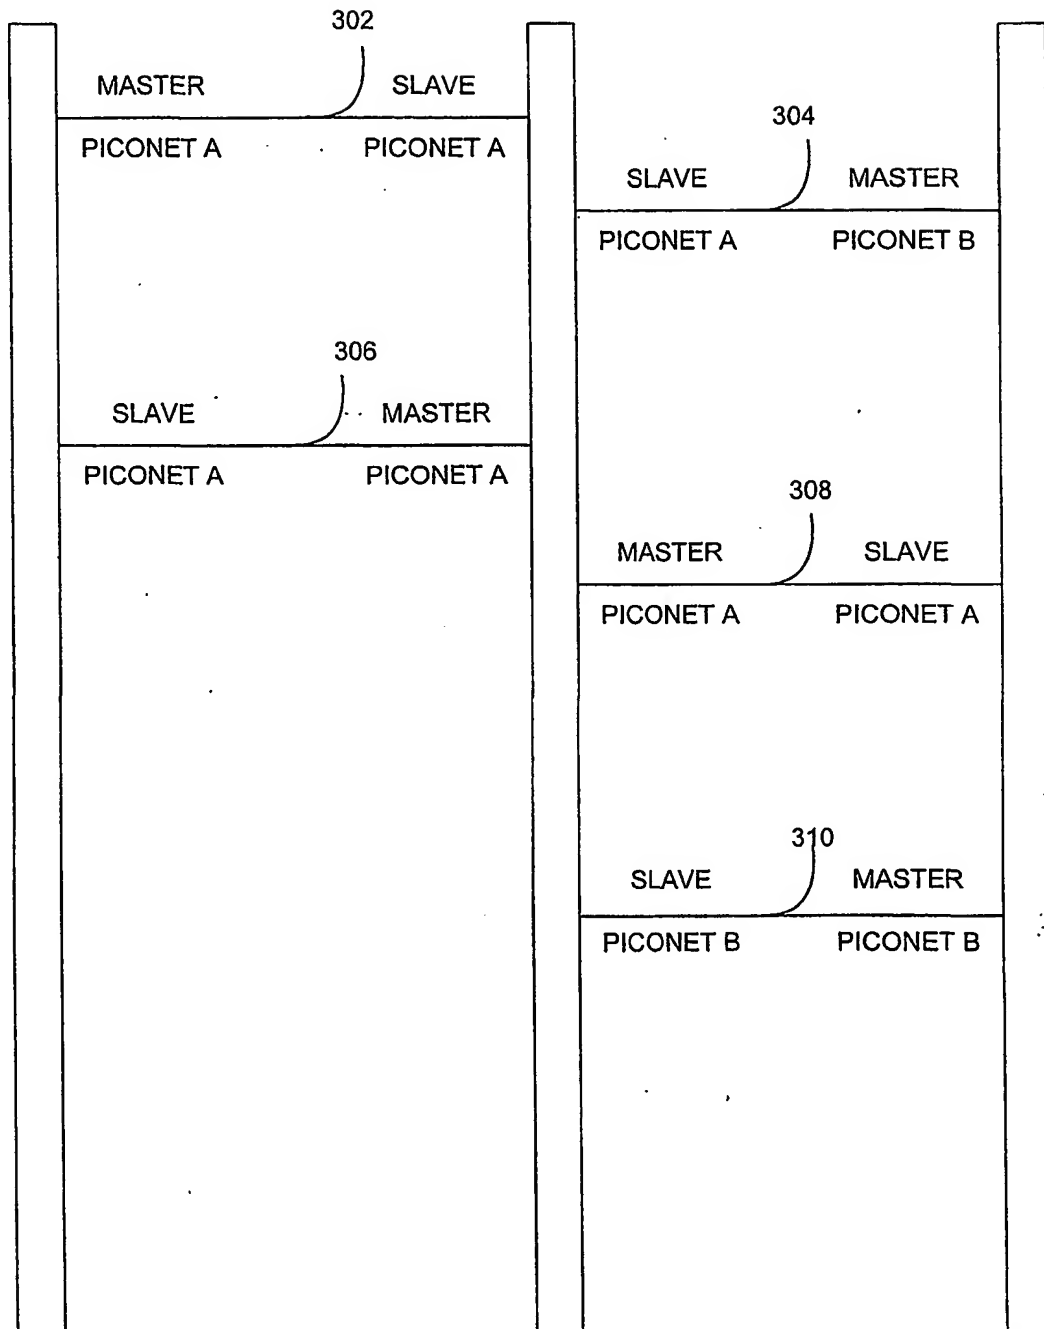 302
MASTER SLAVE
PICONET A PICONET A
304
SLAVE MASTER
PICONET A PICONET B
306
SLAVE MASTER
PICONET A PICONET A
308
MASTER SLAVE
PICONET A PICONET A
310
SLAVE MASTER
PICONET B PICONET B